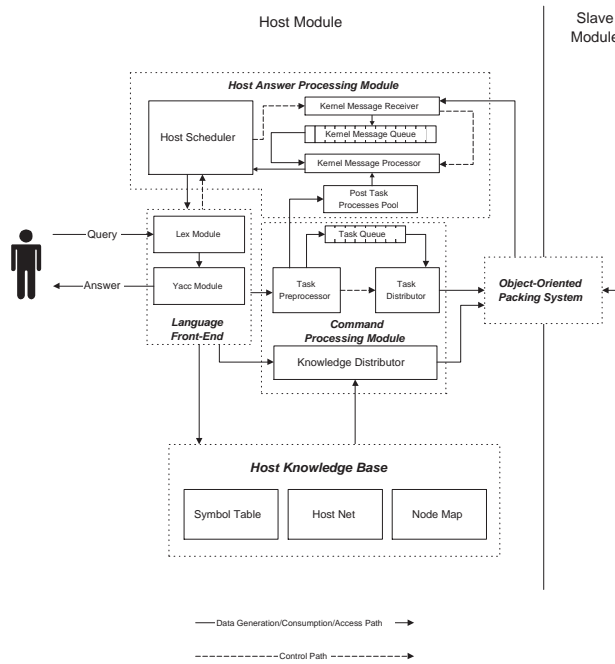 Host Module
Slave
Module
Host Answer Processing Module
Kernel Message Receiver
Host Scheduler
Kernel Message Queue
Kernel Message Processor
Post Task
Processes Pool
Query
Lex Module
Task Queue
Answer
Yacc Module
Task
Preprocessor
Task
Distributor
Object-Oriented
Packing System
Language
Front-End
Command
Processing Module
Knowledge Distributor
Host Knowledge Base
Symbol Table
Host Net
Node Map
Data Generation/Consumption/Access Path
Control Path